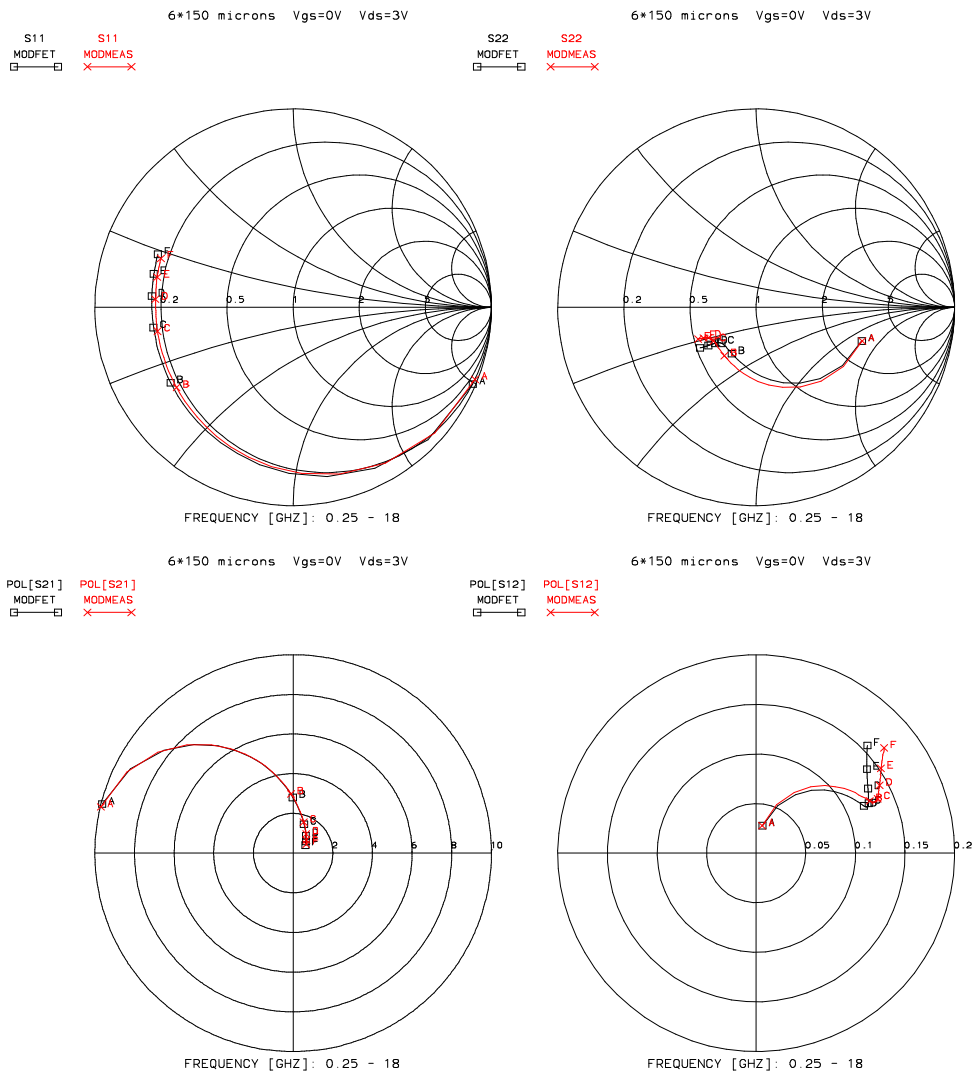 6*150 microns Vgs=0V Vds=3V
S11 S11
MODFET MODMEAS
0.2 0.5 1 2 5
F
E
D D
C C
B B
A A
FREQUENCY [GHZ]: 0.25 - 18
6*150 microns Vgs=0V Vds=3V
S22 S22
MODFET MODMEAS
0.2 0.5 1 2 5
A
B
C
D
FREQUENCY [GHZ]: 0.25 - 18
6*150 microns Vgs=0V Vds=3V
POL[S21] POL[S21]
MODFET MODMEAS
A A
B B
C
F
2 4 6 8 10
FREQUENCY [GHZ]: 0.25 - 18
6*150 microns Vgs=0V Vds=3V
POL[S12] POL[S12]
MODFET MODMEAS
F F
E E
D D
C
A
0.05 0.1 0.15 0.2
FREQUENCY [GHZ]: 0.25 - 18